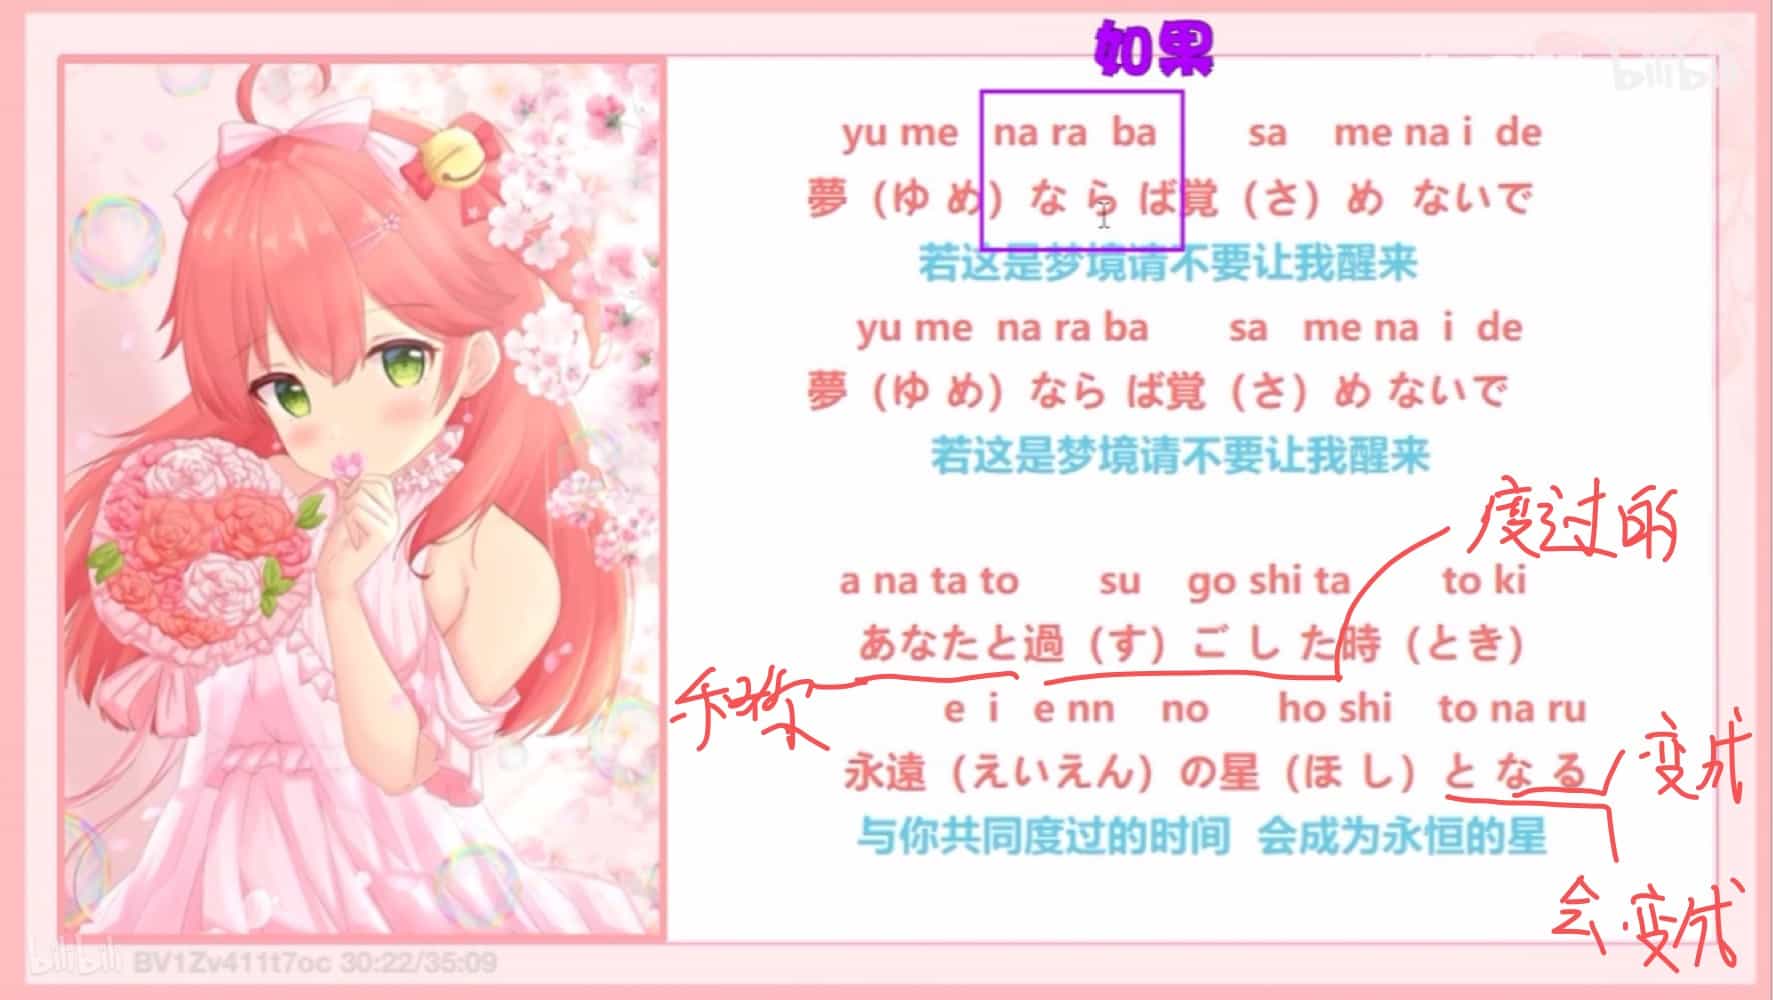 如果
bilibili
yu me na ra ba sa me na i de
夢（ゆ め）な ら ば覚（さ）め ないで
若这是梦境请不要让我醒来
yu me na ra ba sa me na i de
夢（ゆ め）なら ば覚（さ）め ないで
若这是梦境请不要让我醒来
度过的
a na ta to su go shi ta to ki
あなたと過（す）ご し た時（とき）
和你
e i e nn no ho shi to na ru
永遠（えいえん）の星（ほ し）と な る
变成
与你共同度过的时间 会成为永恒的星
会变成
bilibili BV1Zv411t7oc 30:22/35:09